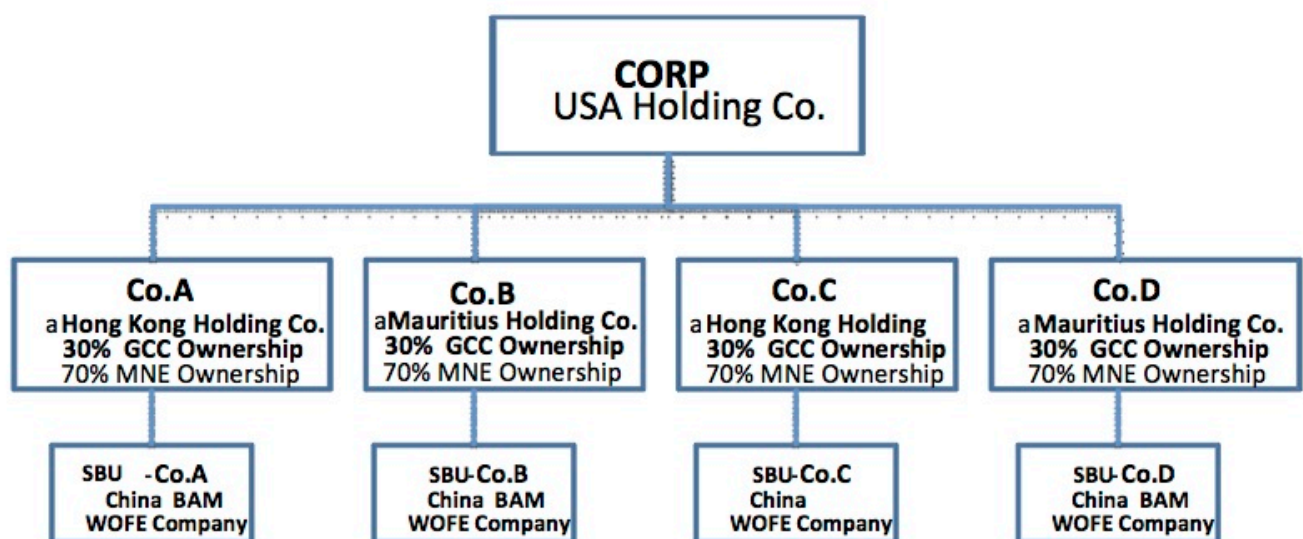 CORP
USA Holding Co.
Co.A
a Hong Kong Holding Co.
30% GCC Ownership
70% MNE Ownership
Co.B
a Mauritius Holding Co.
30% GCC Ownership
70% MNE Ownership
Co.C
a Hong Kong Holding
30% GCC Ownership
70% MNE Ownership
Co.D
a Mauritius Holding Co.
30% GCC Ownership
70% MNE Ownership
SBU -Co.A
China BAM
WOFE Company
SBU-Co.B
China BAM
WOFE Company
SBU-Co.C
China
WOFE Company
SBU-Co.D
China BAM
WOFE Company